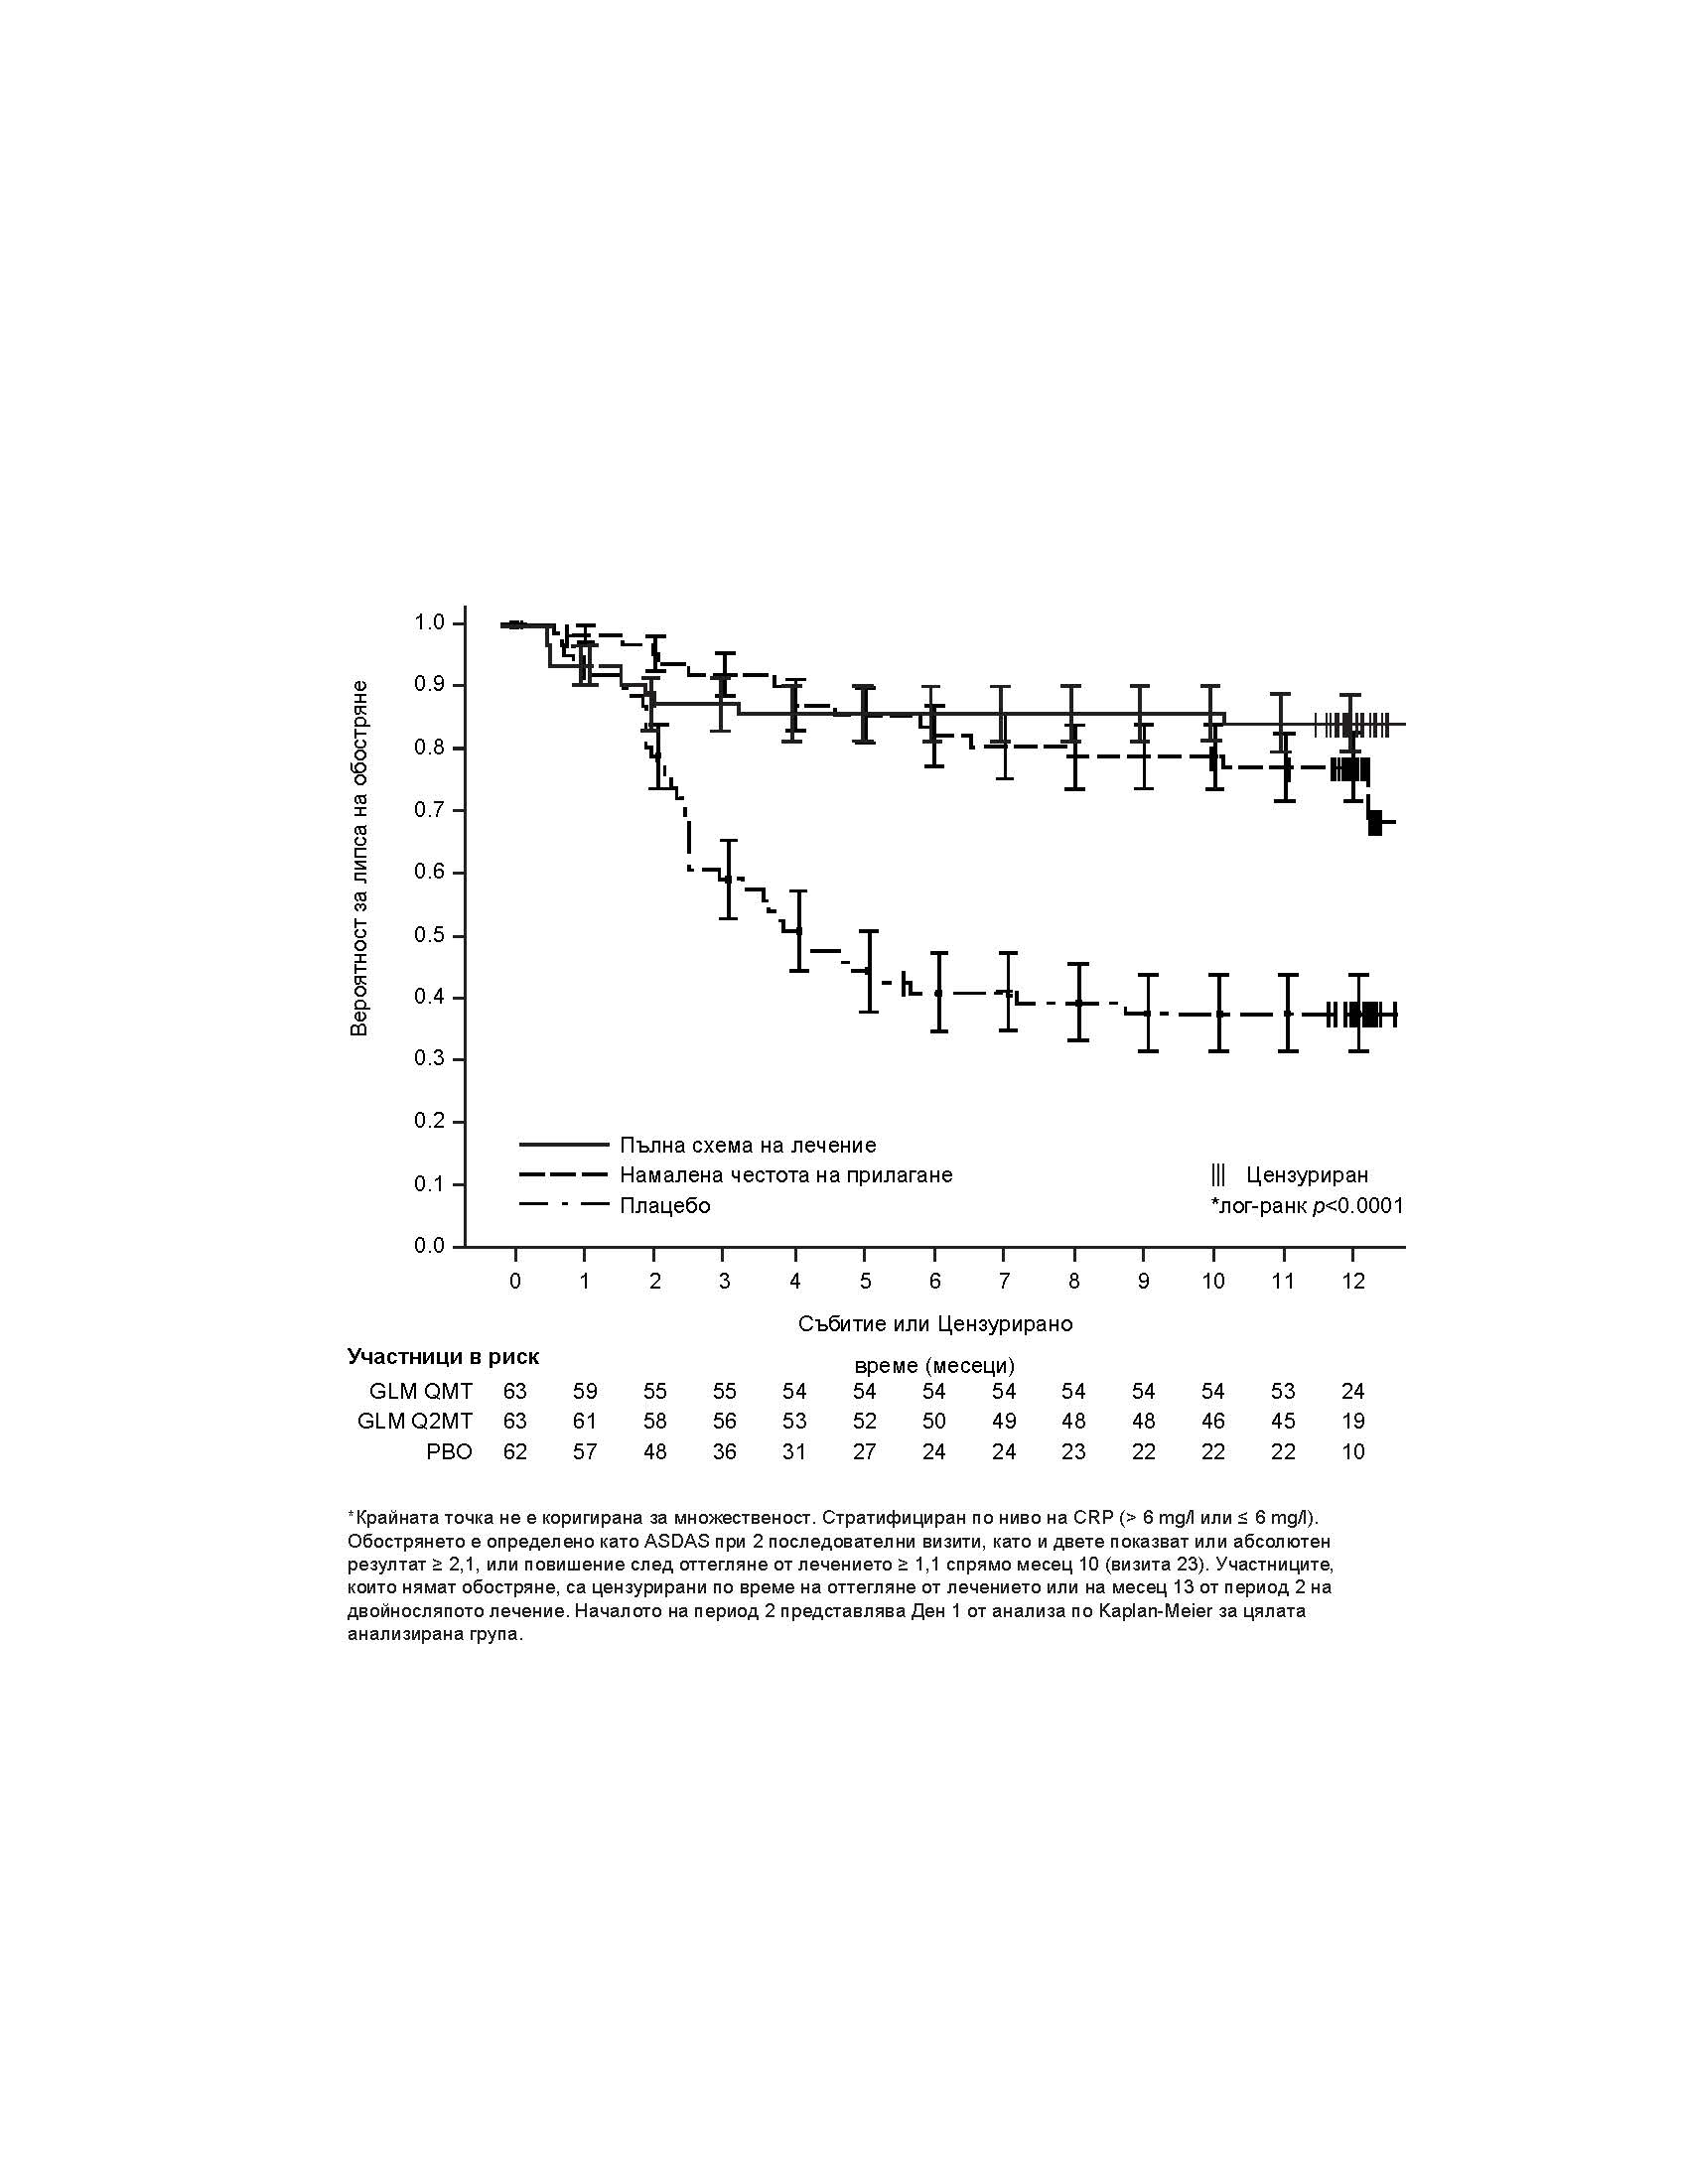 Вероятност за липса на обостряне
1.0
0.9
0.8
0.7
0.6
0.5
0.4
0.3
0.2
0.1
0.0
Пълна схема на лечение
Намалена честота на прилагане
Плацебо
Цензуриран
*лог-ранк p<0.0001
0 1 2 3 4 5 6 7 8 9 10 11 12
Събитие или Цензурирано
време (месеци)
Участници в риск
GLM QMT 63 59 55 55 54 54 54 54 54 54 54 53 24
GLM Q2MT 63 61 58 56 53 52 50 49 48 48 46 45 19
PBO 62 57 48 36 31 27 24 24 23 22 22 22 10
*Крайната точка не е коригирана за множественост. Стратифициран по ниво на CRP (> 6 mg/l или ≤ 6 mg/l).
Обострянето е определено като ASDAS при 2 последователни визити, като и двете показват или абсолютен
резултат ≥ 2,1, или повишение след оттегляне от лечението ≥ 1,1 спрямо месец 10 (визита 23). Участниците,
които нямат обостряне, са цензурирани по време на оттегляне от лечението или на месец 13 от период 2 на
двойносляпото лечение. Началото на период 2 представлява Ден 1 от анализа по Kaplan-Meier за цялата
анализирана група.